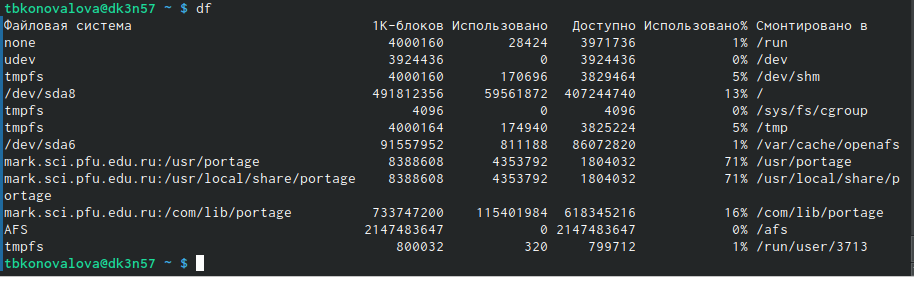 tbkonovalova@dk3n57 ~ $ df
Файловая система 1K-блоков Использовано Доступно Использовано% Смонтировано в
none 4000160 28424 3971736 1% /run
udev 3924436 0 3924436 0% /dev
tmpfs 4000160 170696 3829464 5% /dev/shm
/dev/sda8 491812356 59561872 407244740 13% /
tmpfs 4096 0 4096 0% /sys/fs/cgroup
tmpfs 4000164 174940 3825224 5% /tmp
/dev/sda6 91557952 811188 86072820 1% /var/cache/openafs
mark.sci.pfu.edu.ru:/usr/portage 8388608 4353792 1804032 71% /usr/portage
mark.sci.pfu.edu.ru:/usr/local/share/portage 8388608 4353792 1804032 71% /usr/local/share/p
ortage
mark.sci.pfu.edu.ru:/com/lib/portage 733747200 115401984 618345216 16% /com/lib/portage
AFS 2147483647 0 2147483647 0% /afs
tmpfs 800032 320 799712 1% /run/user/3713
tbkonovalova@dk3n57 ~ $